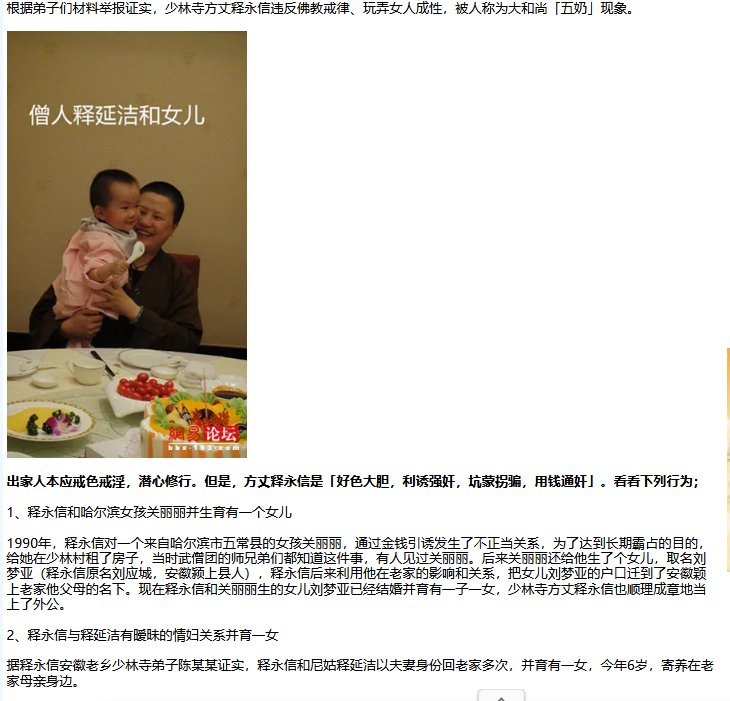 根据弟子们材料举报证实，少林寺方丈释永信违反佛教戒律、玩弄女人成性，被人称为大和尚「五奶」现象。
僧人释延洁和女儿
網易论坛
bbs.163.com
出家人本应戒色戒淫，潜心修行。但是，方丈释永信是「好色大胆，利诱强奸，坑蒙拐骗，用钱通奸」。看看下列行为；
1、释永信和哈尔滨女孩关丽丽并生育有一个女儿
1990年，释永信对一个来自哈尔滨市五常县的女孩关丽丽，通过金钱引诱发生了不正当关系，为了达到长期霸占的目的，
给她在少林村租了房子，当时武僧团的师兄弟们都知道这件事，有人见过关丽丽。后来关丽丽还给他生了个女儿，取名刘
梦亚（释永信原名刘应城，安徽颍上县人），释永信后来利用他在老家的影响和关系，把女儿刘梦亚的户口迁到了安徽颍
上老家他父母的名下。现在释永信和关丽丽生的女儿刘梦亚已经结婚并育有一子一女，少林寺方丈释永信也顺理成章地当
上了外公。
2、释永信与释延洁有暧昧的情妇关系并育一女
据释永信安徽老乡少林寺弟子陈某某证实，释永信和尼姑释延洁以夫妻身份回老家多次，并育有一女，今年6岁，寄养在老
家母亲身边。